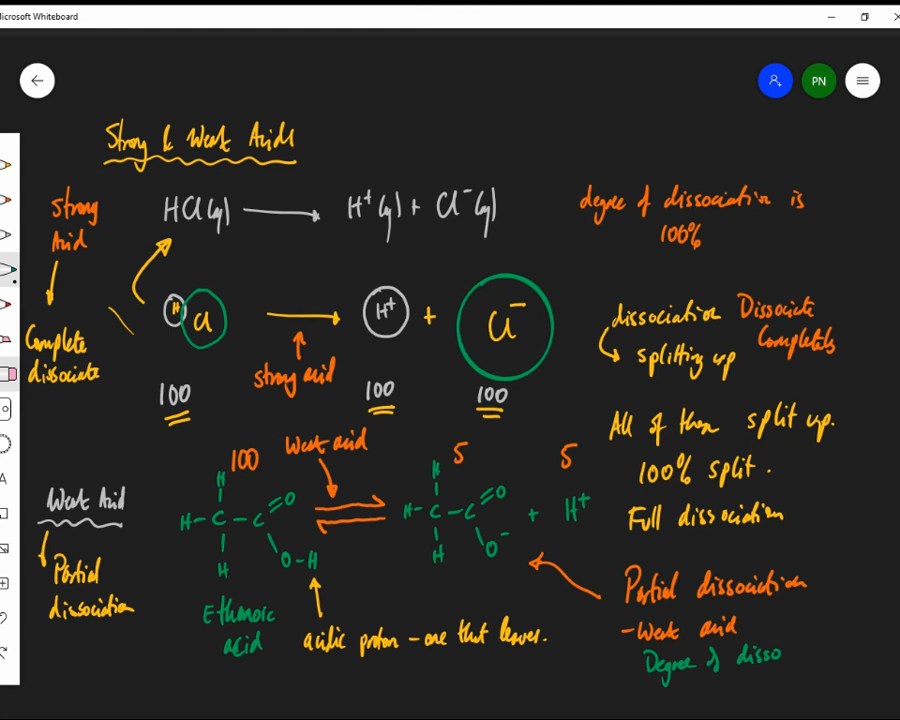 Microsoft Whiteboard
PN
Strong & Weak Acids
Strong
Acid
HCl(g) → H⁺(g) + Cl⁻(g)
degree of dissociation is
100%
H Cl → H⁺ + Cl⁻
strong acid
Complete
dissociate
dissociation
splitting up
Dissociate
Completely
100 100 100
All of them split up.
100% split.
Full dissociation
Weak Acid
Partial
dissociation
100 Weak acid 5 5
H H
H-C-C=O ⇌ H-C-C=O + H⁺
H O-H H O⁻
Ethanoic
acid
acidic proton - one that leaves.
Partial dissociation
-Weak acid
Degree of disso